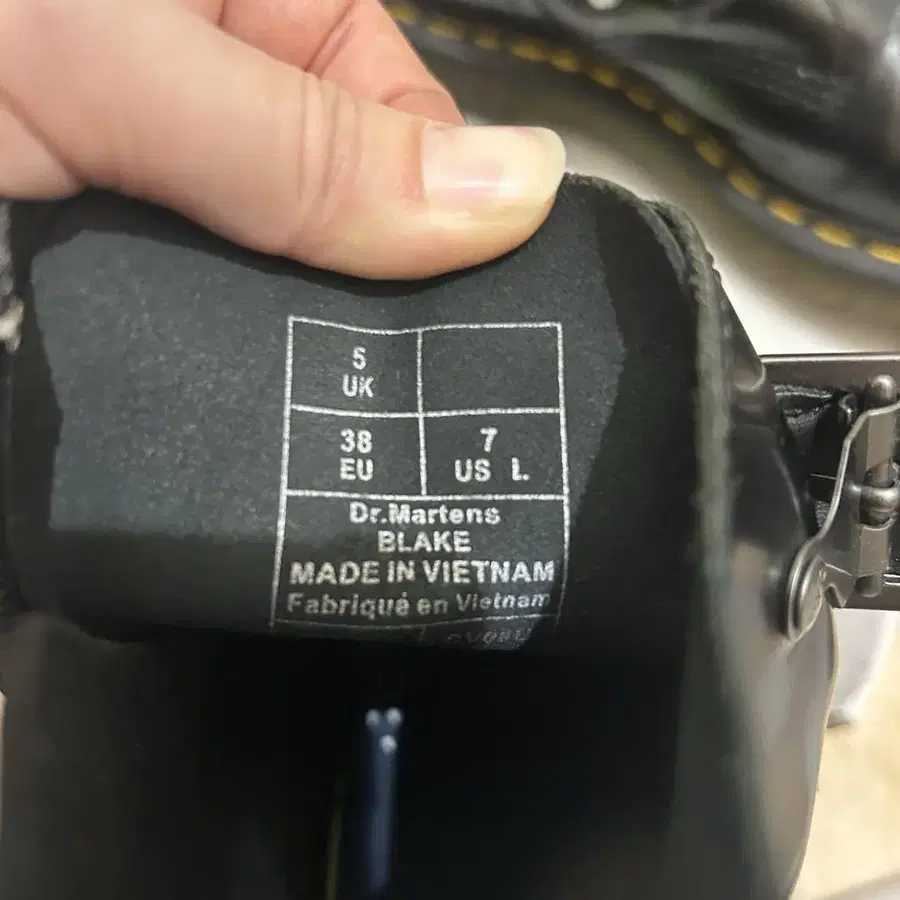 5
UK
38
EU
7
US L
Dr.Martens
BLAKE
MADE IN VIETNAM
Fabriqué en Vietnam